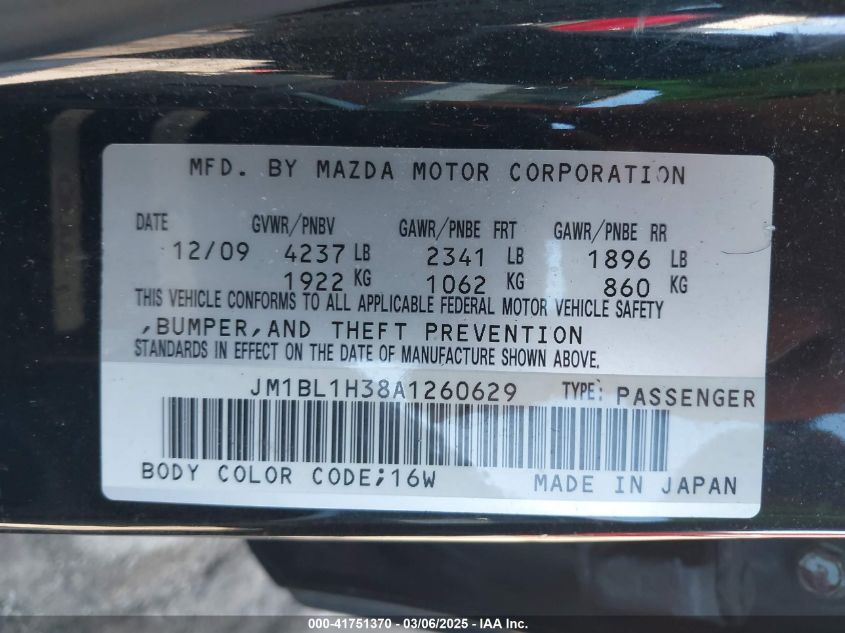 MFD. BY MAZDA MOTOR CORPORATION
DATE GVWR/PNBV GAWR/PNBE FRT GAWR/PNBE RR
12/09 4237 LB 2341 LB 1896 LB
1922 KG 1062 KG 860 KG
THIS VEHICLE CONFORMS TO ALL APPLICABLE FEDERAL MOTOR VEHICLE SAFETY
,BUMPER,AND THEFT PREVENTION
STANDARDS IN EFFECT ON THE DATE OF MANUFACTURE SHOWN ABOVE.
JM1BL1H38A1260629 TYPE: PASSENGER
BODY COLOR CODE;16W MADE IN JAPAN
000-41751370 - 03/06/2025 - IAA Inc.